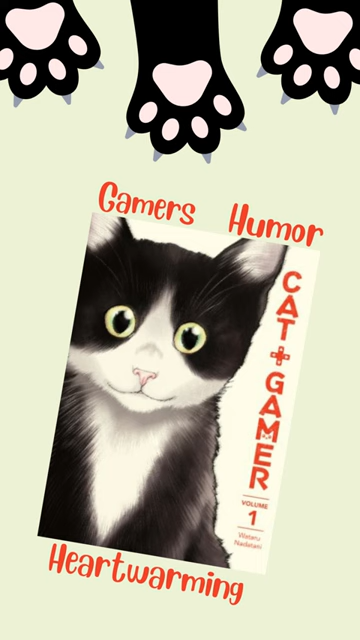 Gamers Humor
CAT + GAMER
VOLUME
1
Wataru
Nadatani
Heartwarming